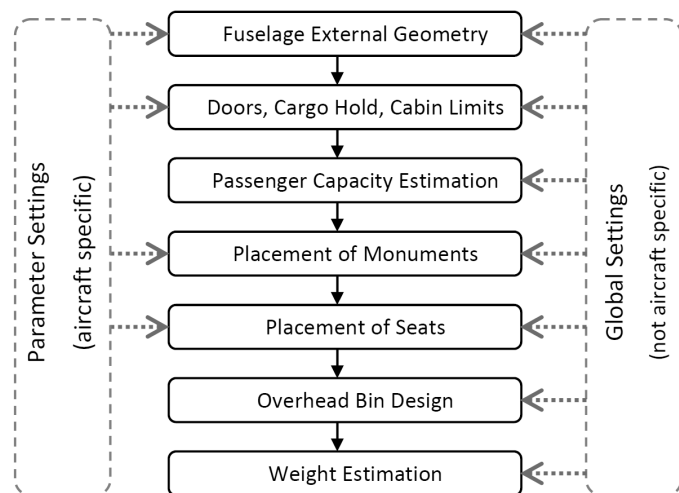 Fuselage External Geometry
Doors, Cargo Hold, Cabin Limits
Passenger Capacity Estimation
Placement of Monuments
Placement of Seats
Overhead Bin Design
Weight Estimation
Parameter Settings
(aircraft specific)
Global Settings
(not aircraft specific)